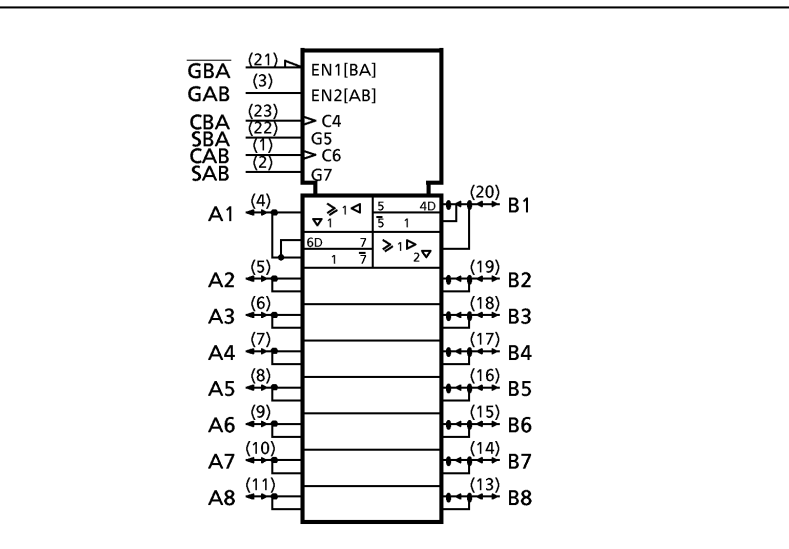 G̅B̅A̅ (21) EN1[BA]
GAB (3) EN2[AB]
CBA (23) C4
SBA (22) G5
CAB (1) C6
SAB (2) G7
A1 (4) ⩾1 ◁ 5 4D (20) B1
▽ 1 5̅ 1
6D 7 ⩾1 ▷
1 7̅ 2 ▽
A2 (5) (19) B2
A3 (6) (18) B3
A4 (7) (17) B4
A5 (8) (16) B5
A6 (9) (15) B6
A7 (10) (14) B7
A8 (11) (13) B8